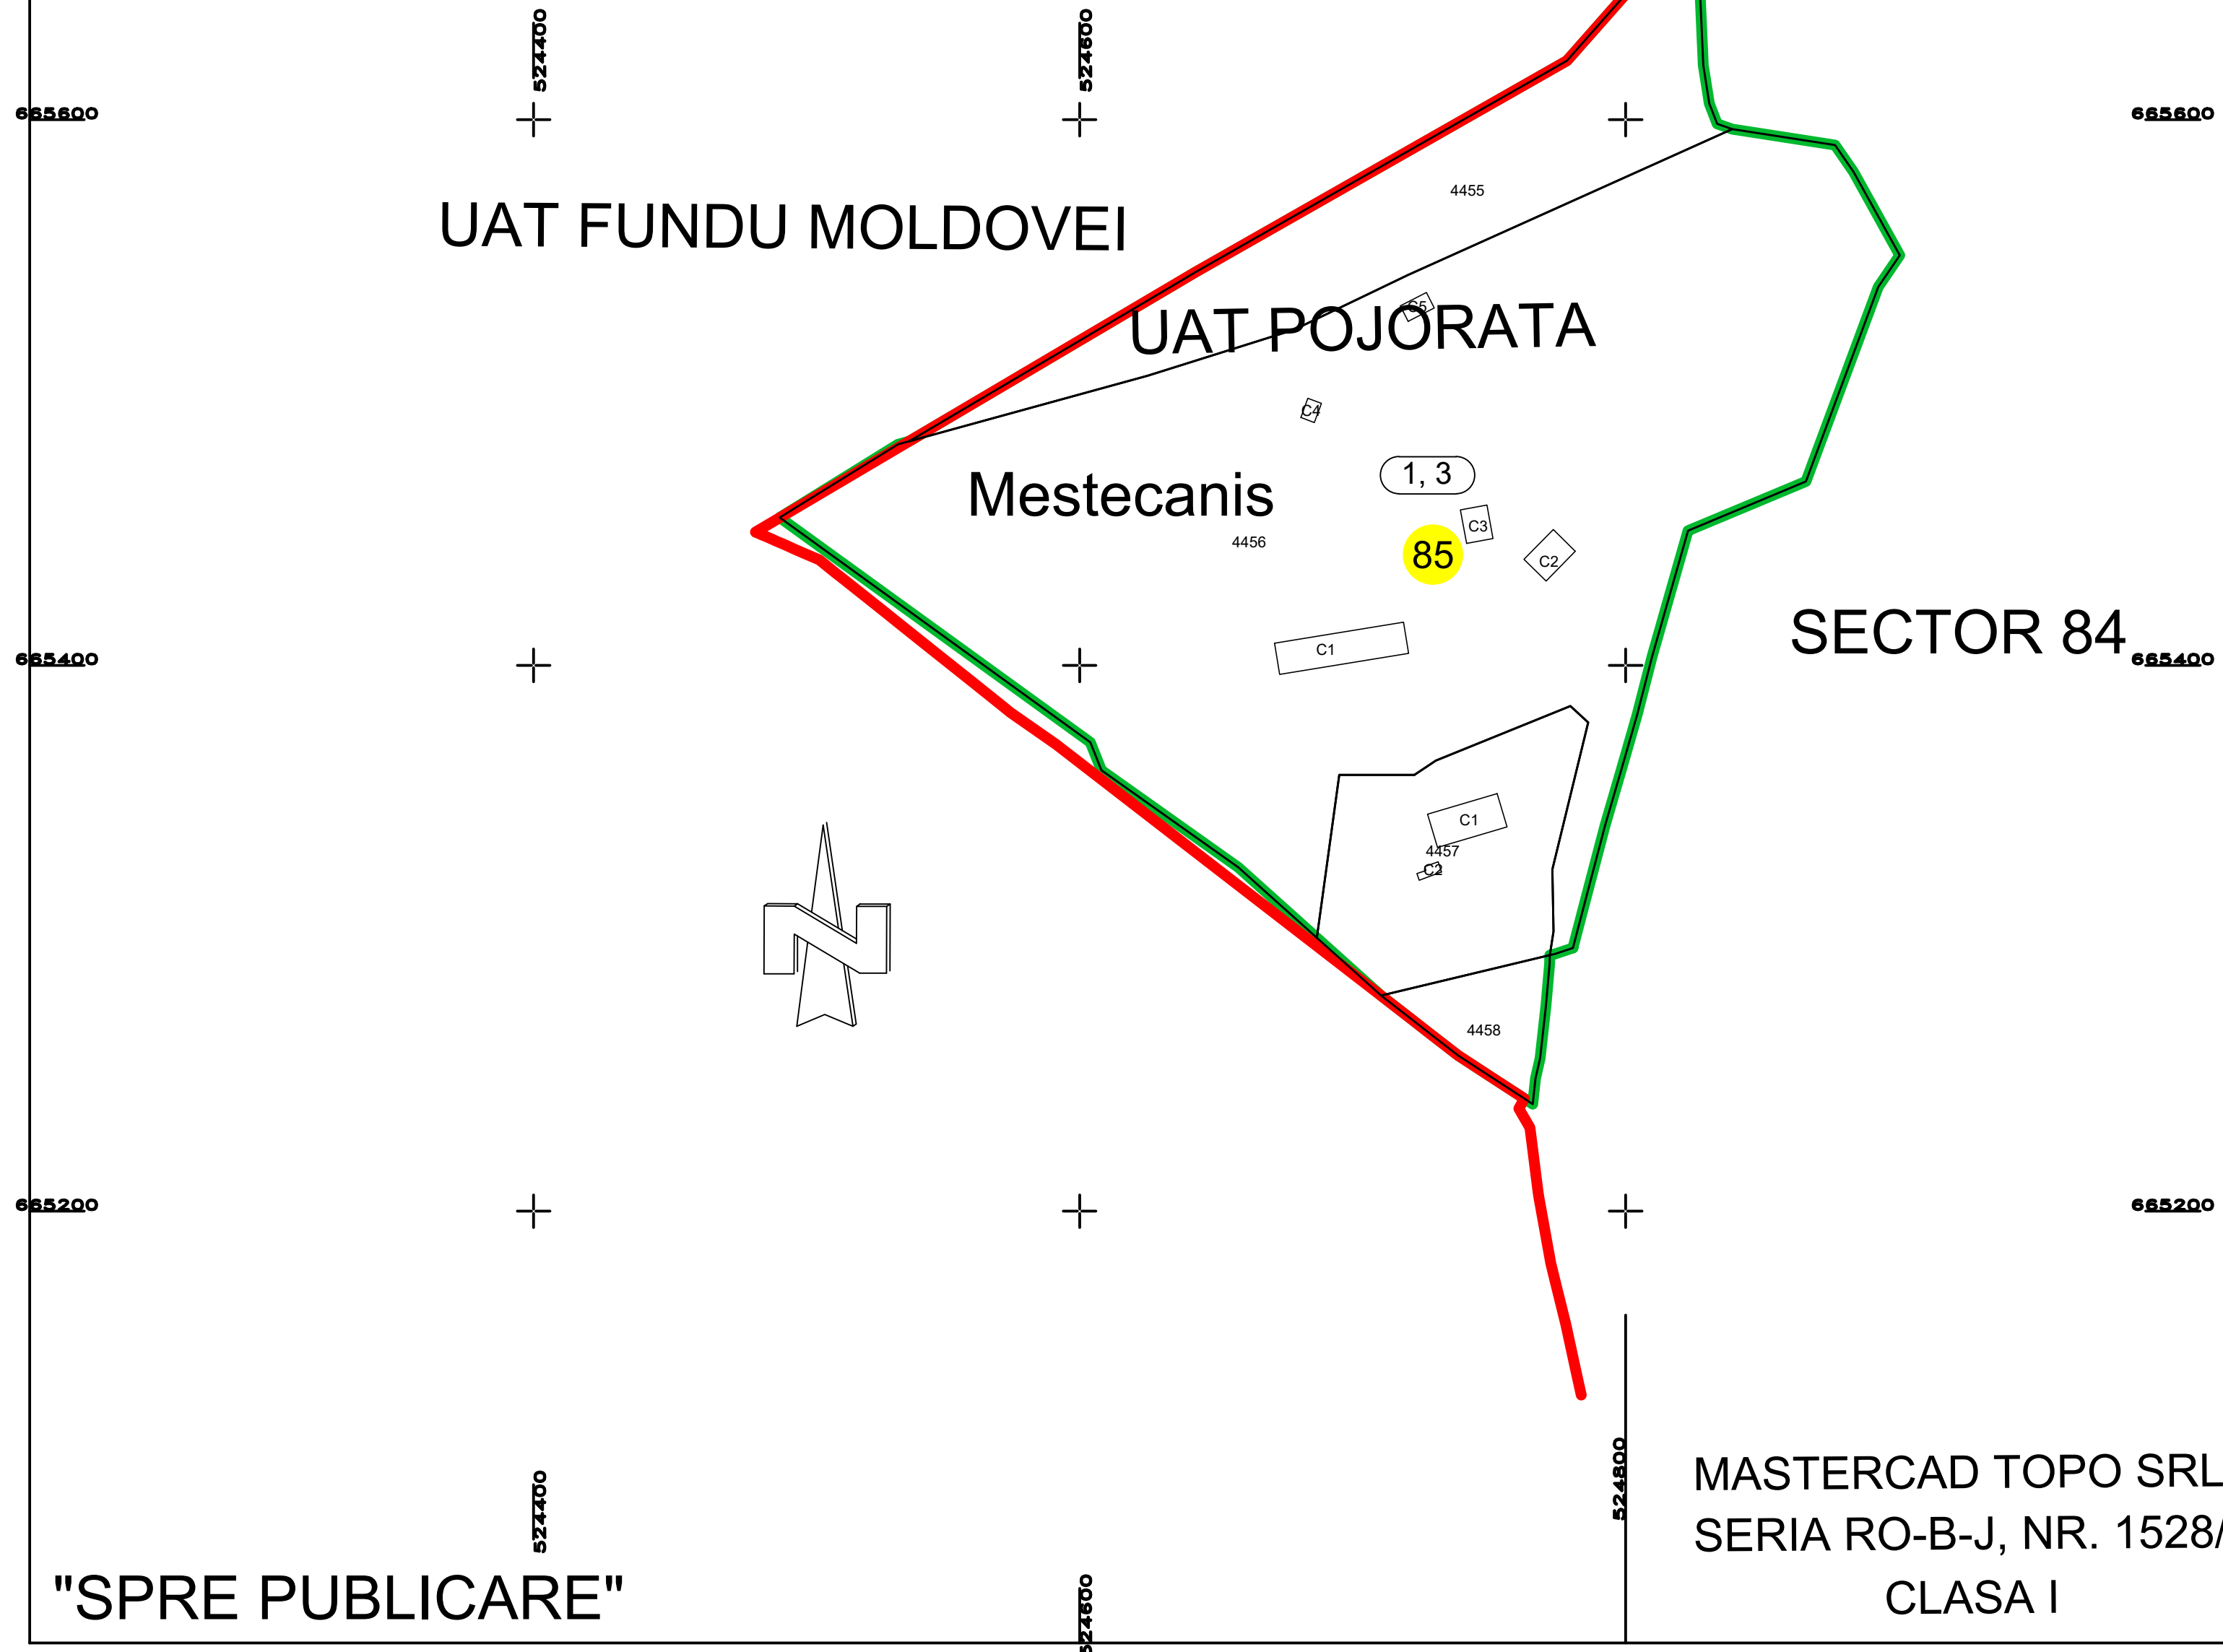 524400
524600
665600
665600
4455
UAT FUNDU MOLDOVEI
C5
UAT POJORATA
C4
1, 3
Mestecanis
C3
4456
85
C2
SECTOR 84
C1
665400
665400
C1
4457
C2
N
4458
665200
665200
524800
524400
MASTERCAD TOPO SRL
SERIA RO-B-J, NR. 1528/
CLASA I
"SPRE PUBLICARE"
524600